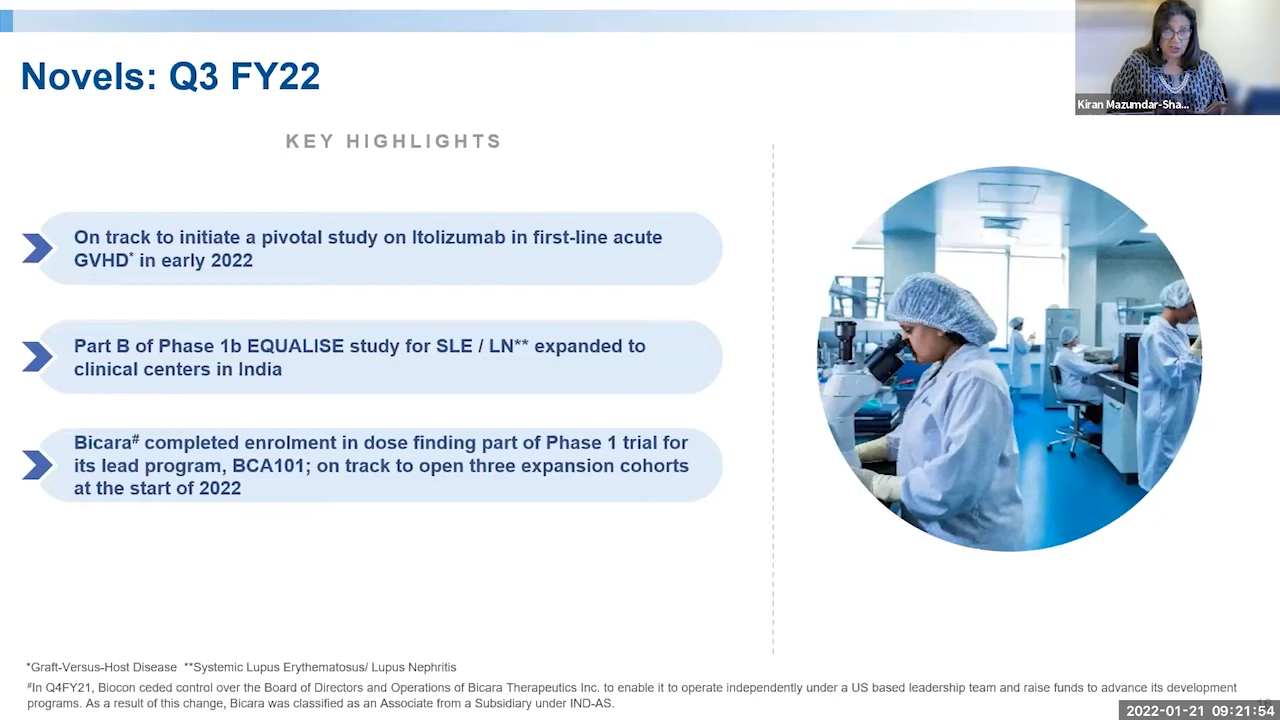 Novels: Q3 FY22
Kiran Mazumdar-Sha...
KEY HIGHLIGHTS
On track to initiate a pivotal study on Itolizumab in first-line acute
GVHD* in early 2022
Part B of Phase 1b EQUALISE study for SLE / LN** expanded to
clinical centers in India
Bicara# completed enrolment in dose finding part of Phase 1 trial for
its lead program, BCA101; on track to open three expansion cohorts
at the start of 2022
*Graft-Versus-Host Disease **Systemic Lupus Erythematosus/ Lupus Nephritis
#In Q4FY21, Biocon ceded control over the Board of Directors and Operations of Bicara Therapeutics Inc. to enable it to operate independently under a US based leadership team and raise funds to advance its development
programs. As a result of this change, Bicara was classified as an Associate from a Subsidiary under IND-AS.
2022-01-21 09:21:54